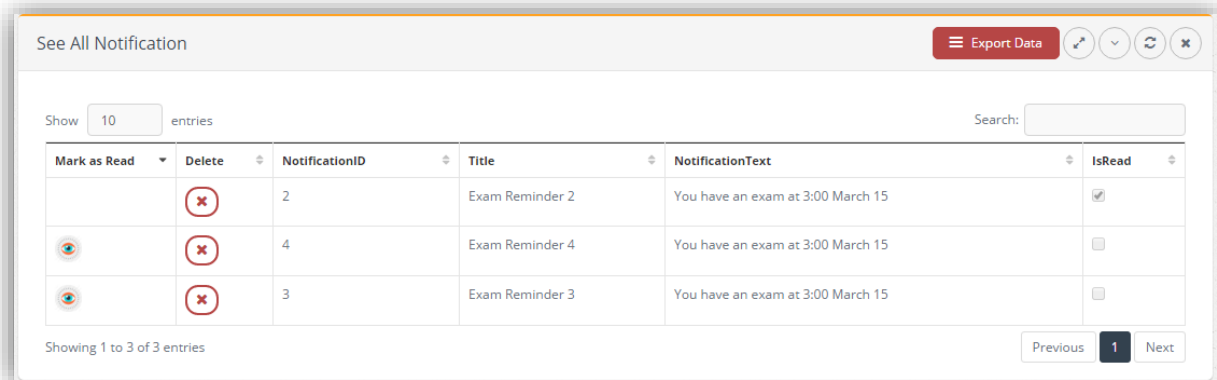 See All Notification Export Data
Show 10 entries Search:
Mark as Read Delete NotificationID Title NotificationText IsRead
2 Exam Reminder 2 You have an exam at 3:00 March 15
4 Exam Reminder 4 You have an exam at 3:00 March 15
3 Exam Reminder 3 You have an exam at 3:00 March 15
Showing 1 to 3 of 3 entries Previous 1 Next